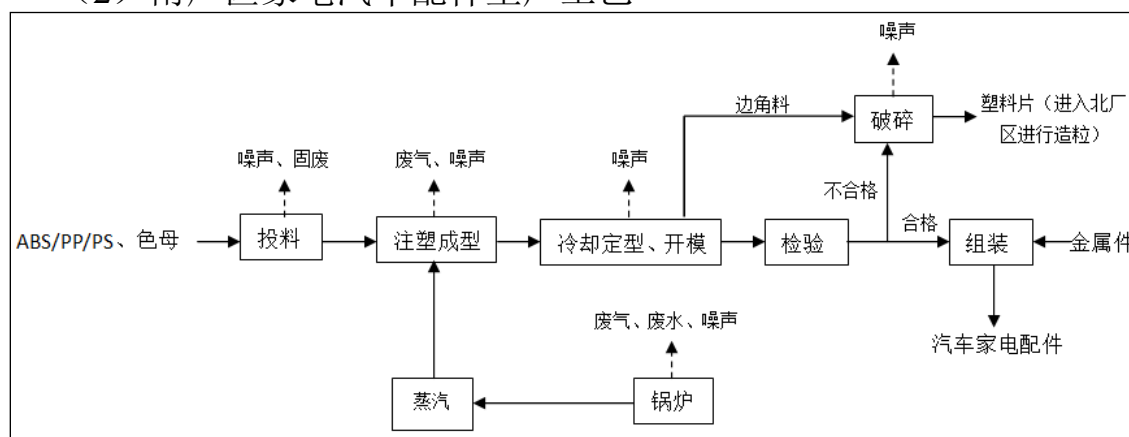 噪声
边角料
破碎
塑料片（进入北厂
区进行造粒）
噪声、固废
废气、噪声
噪声
不合格
合格
ABS/PP/PS、色母
投料
注塑成型
冷却定型、开模
检验
组装
金属件
废气、废水、噪声
汽车家电配件
蒸汽
锅炉